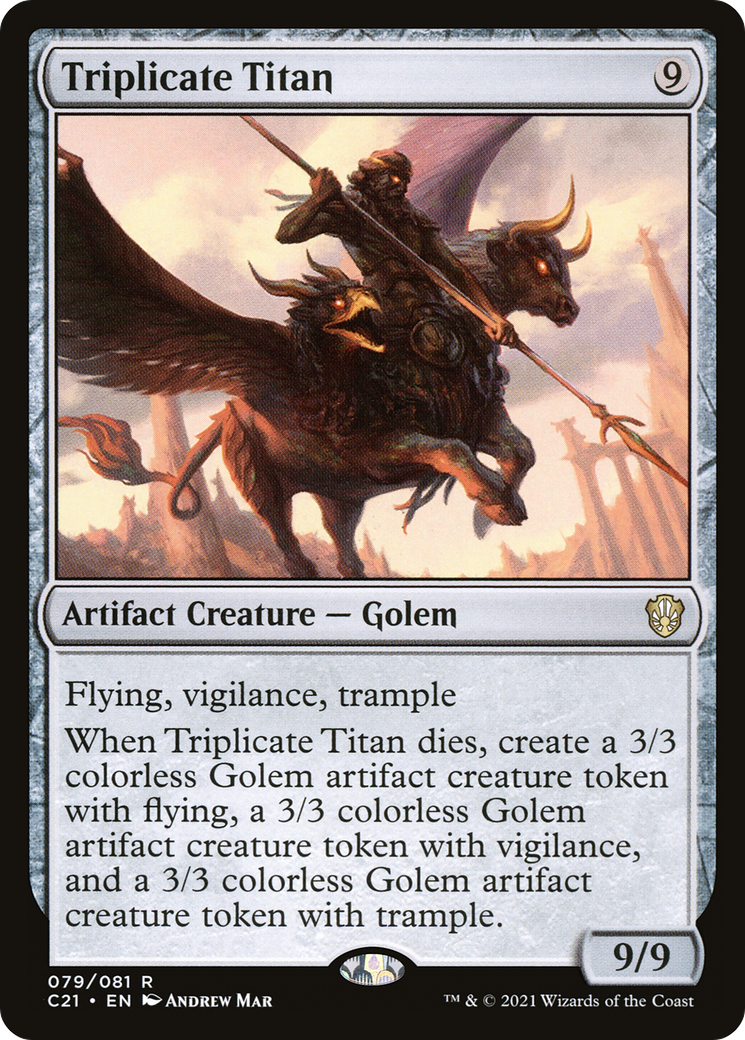 Triplicate Titan 9
Artifact Creature — Golem
Flying, vigilance, trample
When Triplicate Titan dies, create a 3/3
colorless Golem artifact creature token
with flying, a 3/3 colorless Golem
artifact creature token with vigilance,
and a 3/3 colorless Golem artifact
creature token with trample.
9/9
079/081 R
C21 • EN Andrew Mar
™ & © 2021 Wizards of the Coast